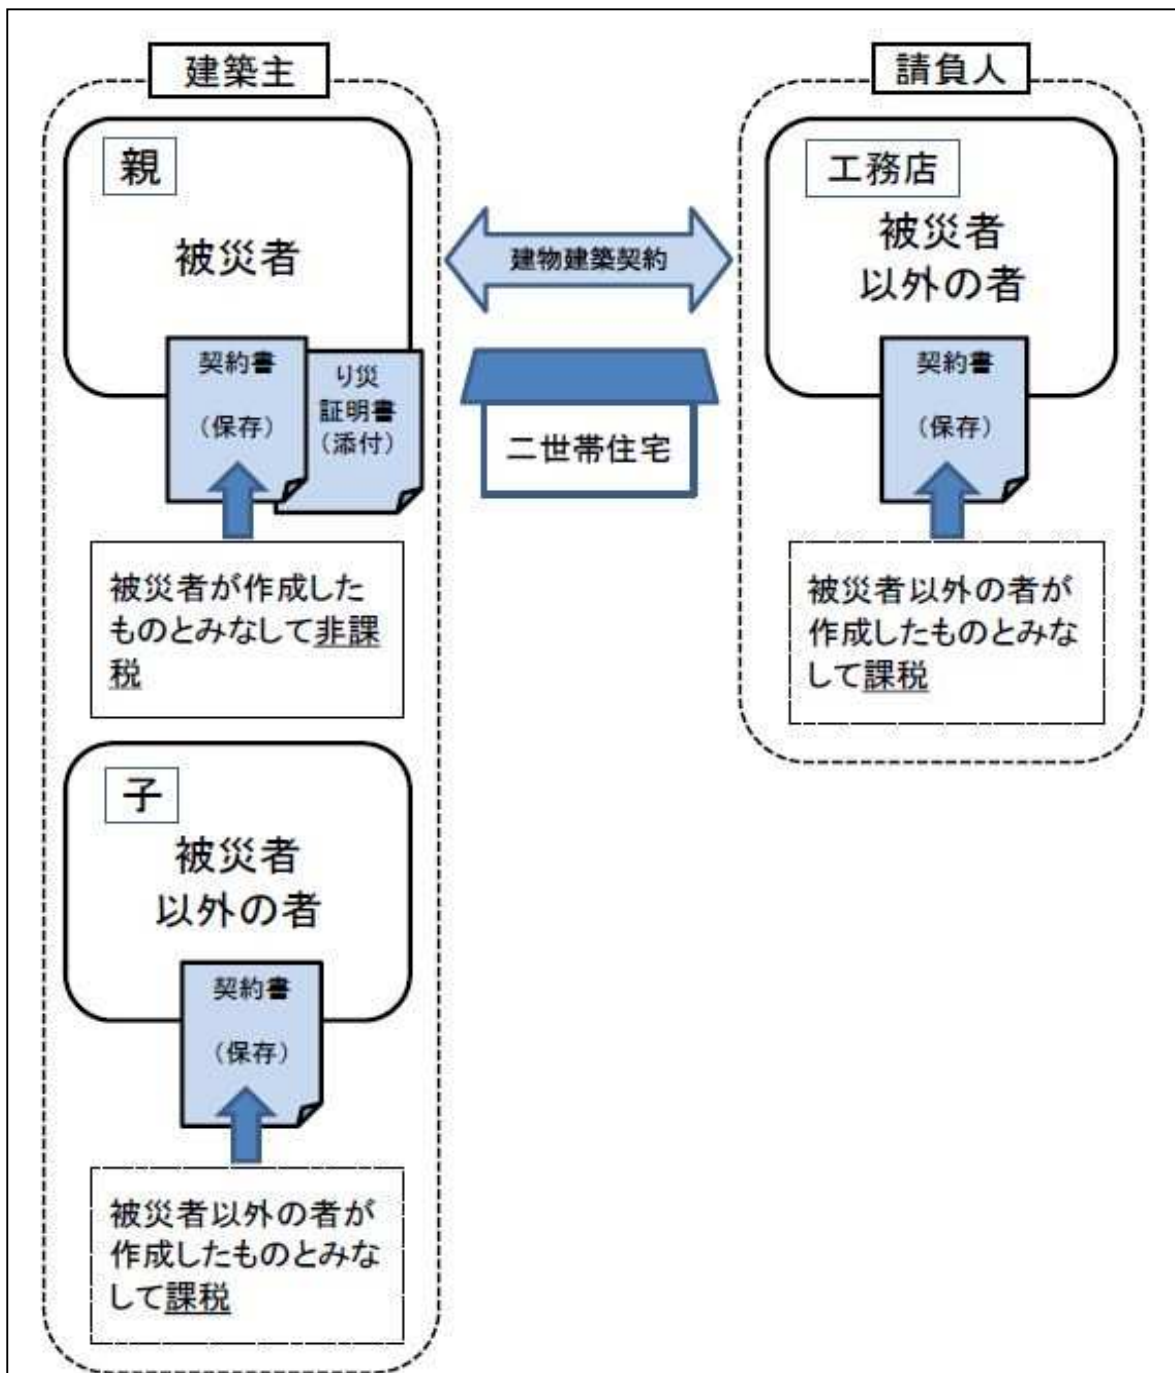 建築主
親
被災者
契約書
（保存）
り災
証明書
（添付）
被災者が作成した
ものとみなして非課
税
子
被災者
以外の者
契約書
（保存）
被災者以外の者が
作成したものとみな
して課税
建物建築契約
二世帯住宅
請負人
工務店
被災者
以外の者
契約書
（保存）
被災者以外の者が
作成したものとみな
して課税